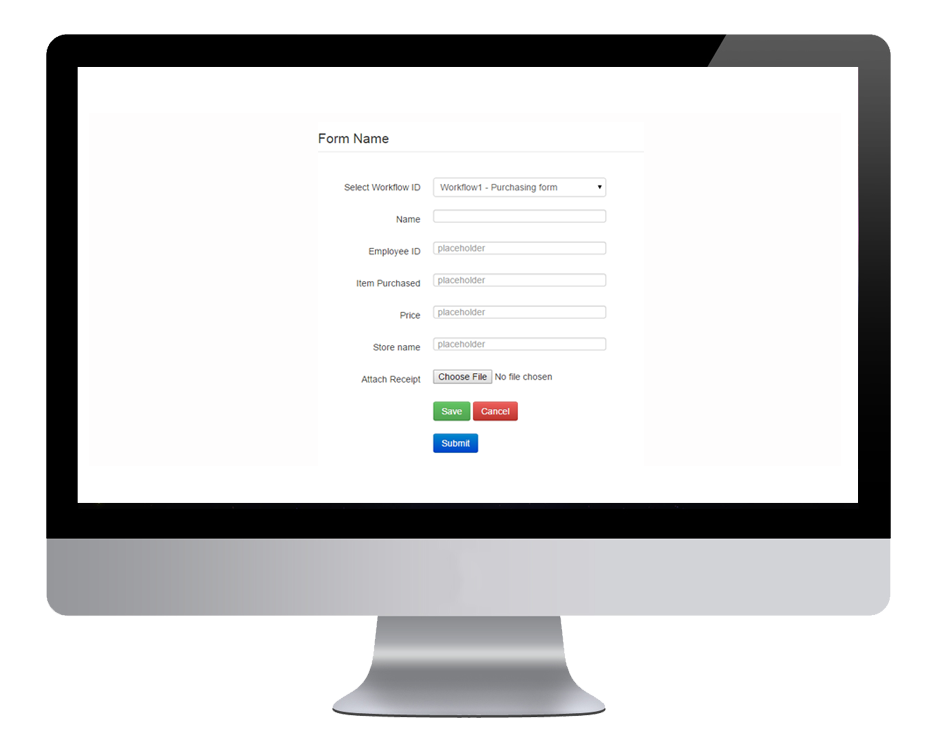 Form Name
Select Workflow ID Workflow1 - Purchasing form
Name
Employee ID placeholder
Item Purchased placeholder
Price placeholder
Store name placeholder
Attach Receipt Choose File No file chosen
Save Cancel
Submit